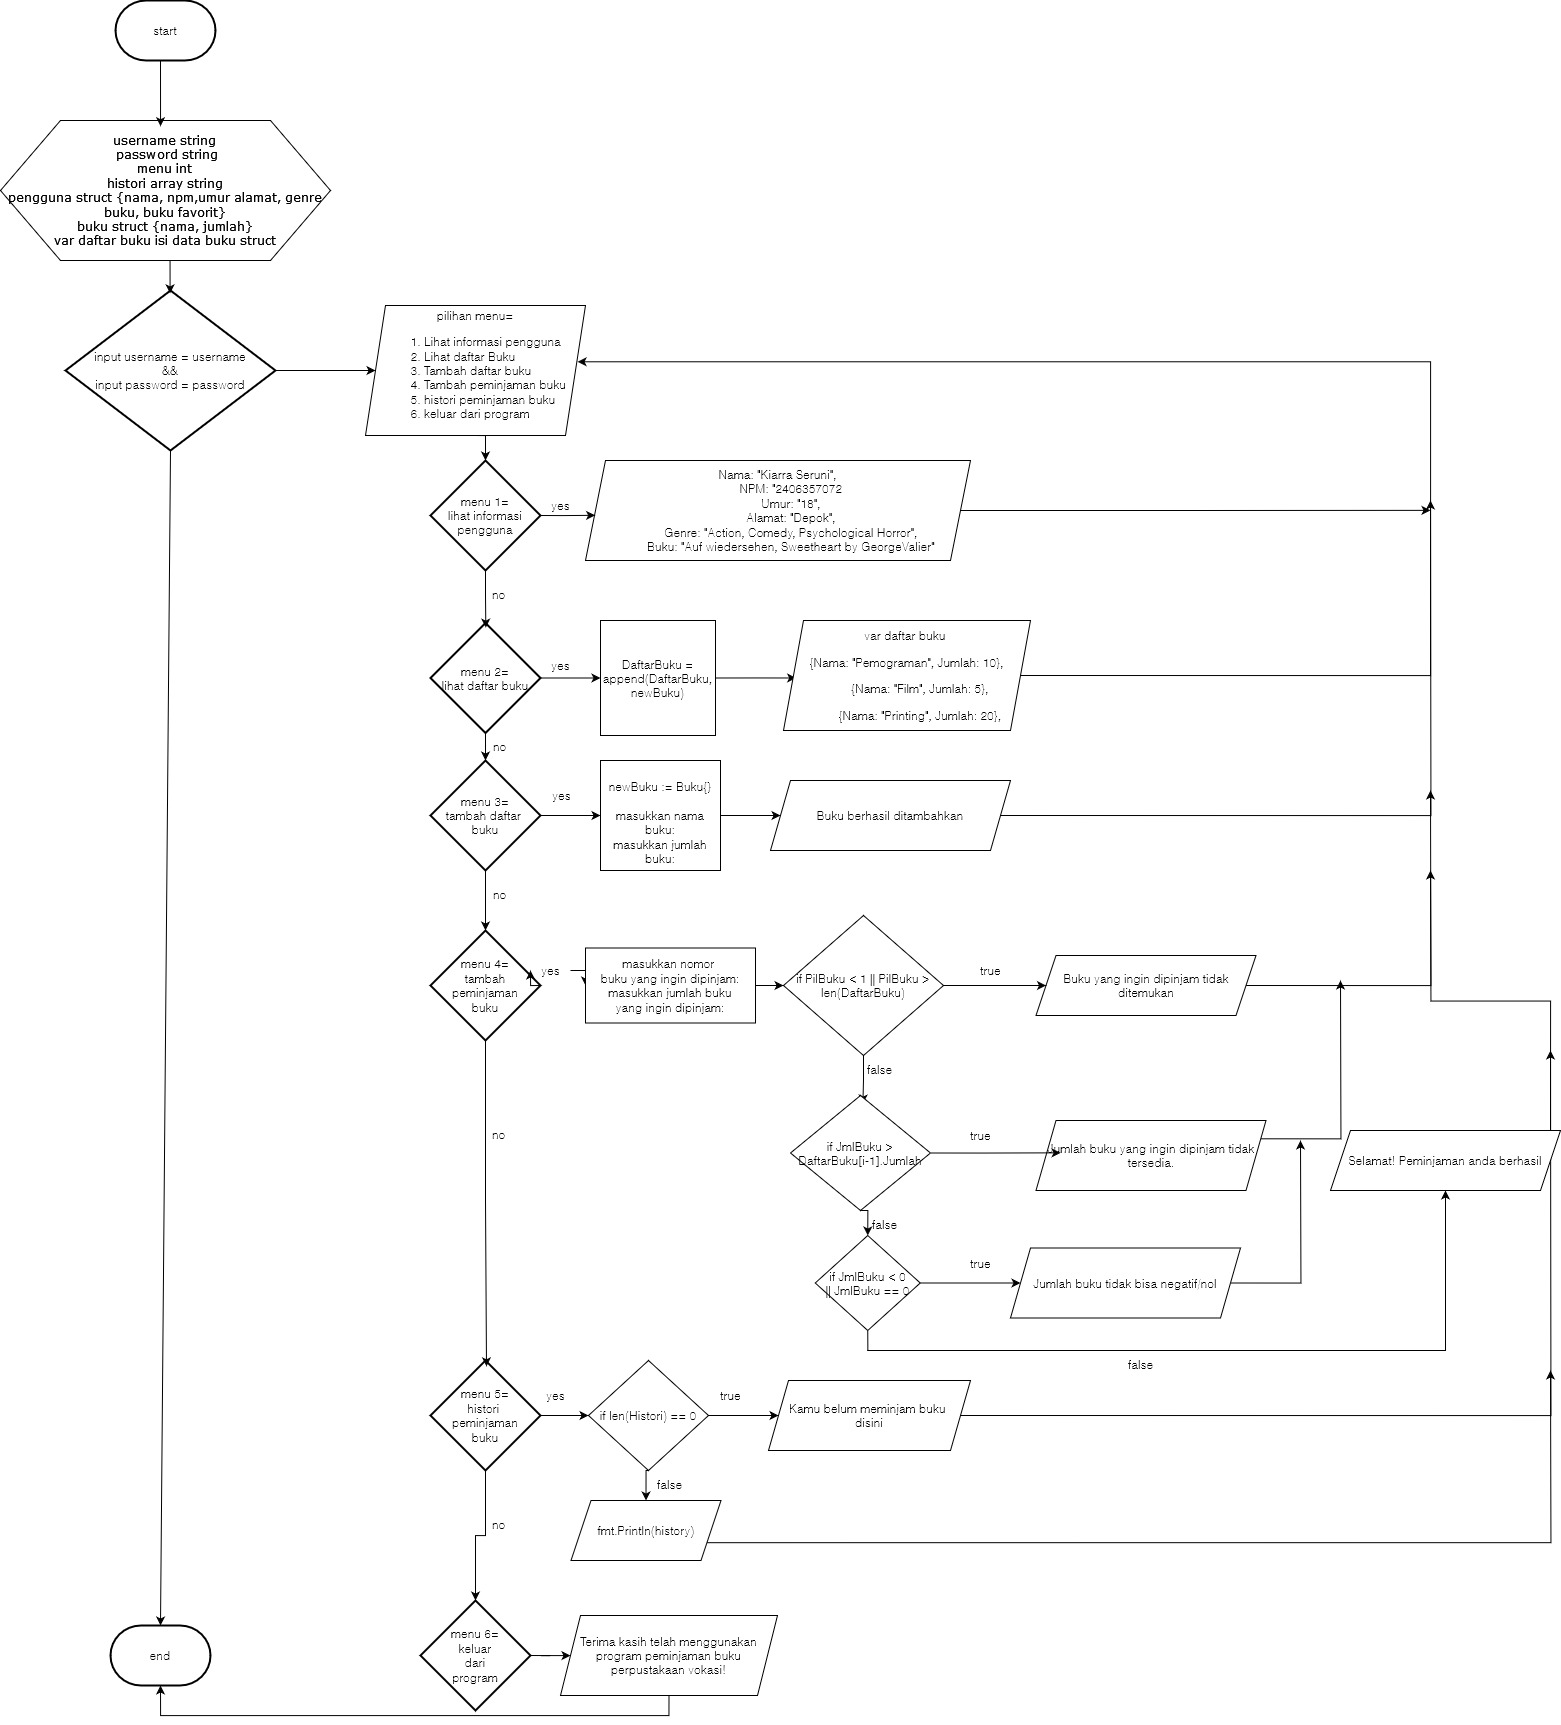 start
username string
password string
menu int
histori array string
pengguna struct {nama, npm,umur alamat, genre
buku, buku favorit}
buku struct {nama, jumlah}
var daftar buku isi data buku struct
input username = username
&&
input password = password
pilihan menu=
1. Lihat informasi pengguna
2. Lihat daftar Buku
3. Tambah daftar buku
4. Tambah peminjaman buku
5. histori peminjaman buku
6. keluar dari program
menu 1=
lihat informasi
pengguna
yes
Nama: "Kiarra Seruni",
NPM: "2406357072
Umur: "18",
Alamat: "Depok",
Genre: "Action, Comedy, Psychological Horror",
Buku: "Auf wiedersehen, Sweetheart by GeorgeValier"
no
menu 2=
lihat daftar buku
yes
DaftarBuku =
append(DaftarBuku,
newBuku)
var daftar buku
{Nama: "Pemograman", Jumlah: 10},
{Nama: "Film", Jumlah: 5},
{Nama: "Printing", Jumlah: 20},
no
menu 3=
tambah daftar
buku
yes
newBuku := Buku{}
masukkan nama
buku:
masukkan jumlah
buku:
Buku berhasil ditambahkan
no
menu 4=
tambah
peminjaman
buku
yes
masukkan nomor
buku yang ingin dipinjam:
masukkan jumlah buku
yang ingin dipinjam:
if PilBuku < 1 || PilBuku >
len(DaftarBuku)
true
Buku yang ingin dipinjam tidak
ditemukan
false
if JmlBuku >
DaftarBuku[i-1].Jumlah
true
Jumlah buku yang ingin dipinjam tidak
tersedia.
Selamat! Peminjaman anda berhasil
no
false
if JmlBuku < 0
|| JmlBuku == 0
true
Jumlah buku tidak bisa negatif/nol
false
menu 5=
histori
peminjaman
buku
yes
if len(Histori) == 0
true
Kamu belum meminjam buku
disini
false
fmt.Println(history)
no
menu 6=
keluar
dari
program
Terima kasih telah menggunakan
program peminjaman buku
perpustakaan vokasi!
end